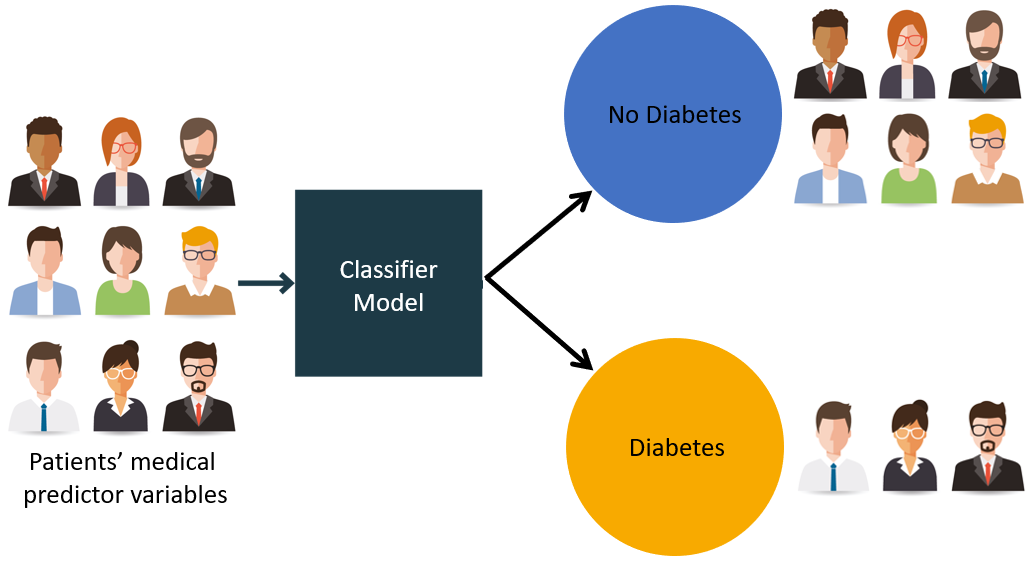 Patients’ medical
predictor variables
Classifier
Model
No Diabetes
Diabetes